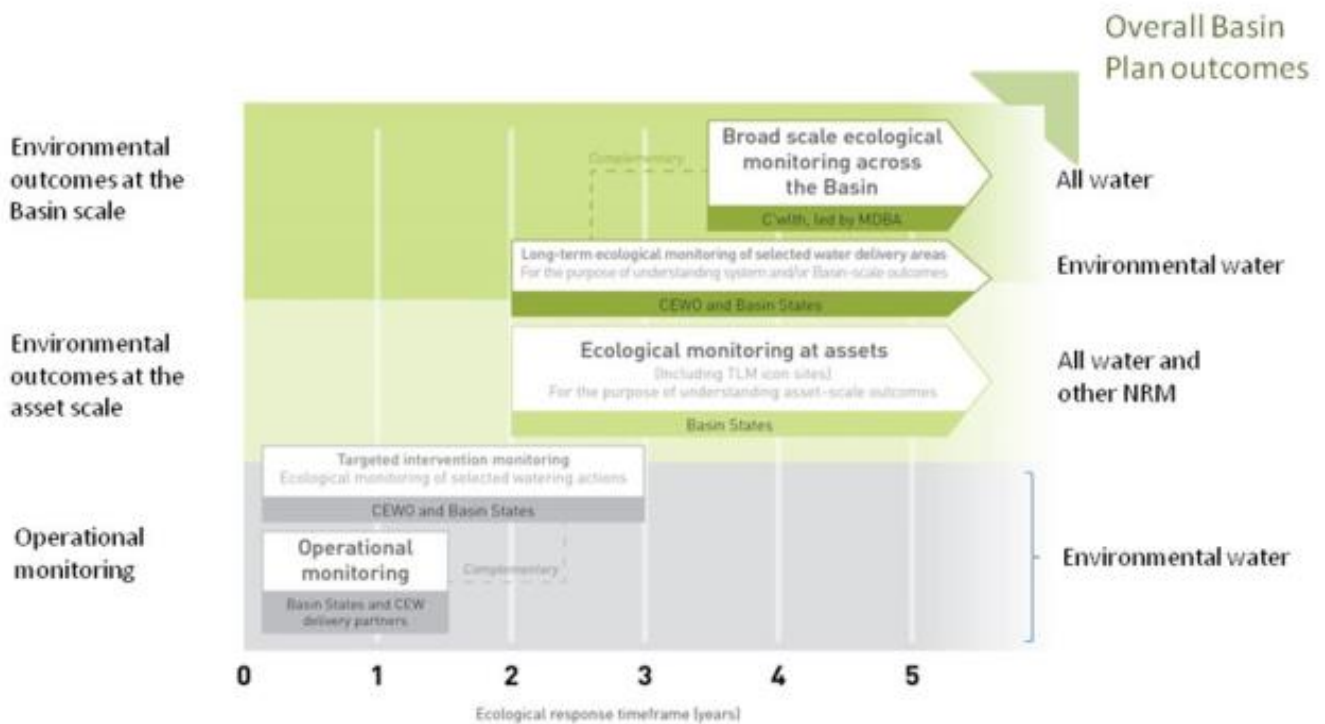 Overall Basin
Plan outcomes
Environmental
outcomes at the
Basin scale
Complementary
Broad scale ecological
monitoring across
the Basin
C'wlth, led by MDBA
All water
Long-term ecological monitoring of selected water delivery areas
For the purpose of understanding system and/or Basin-scale outcomes
CEWO and Basin States
Environmental water
Environmental
outcomes at the
asset scale
Ecological monitoring at assets
(Including TLM icon sites)
For the purpose of understanding asset-scale outcomes
Basin States
All water and
other NRM
Targeted intervention monitoring
Ecological monitoring of selected watering actions
CEWO and Basin States
Operational
monitoring
Operational
monitoring
Complementary
Basin States and CEW
delivery partners
Environmental water
0 1 2 3 4 5
Ecological response timeframe (years)